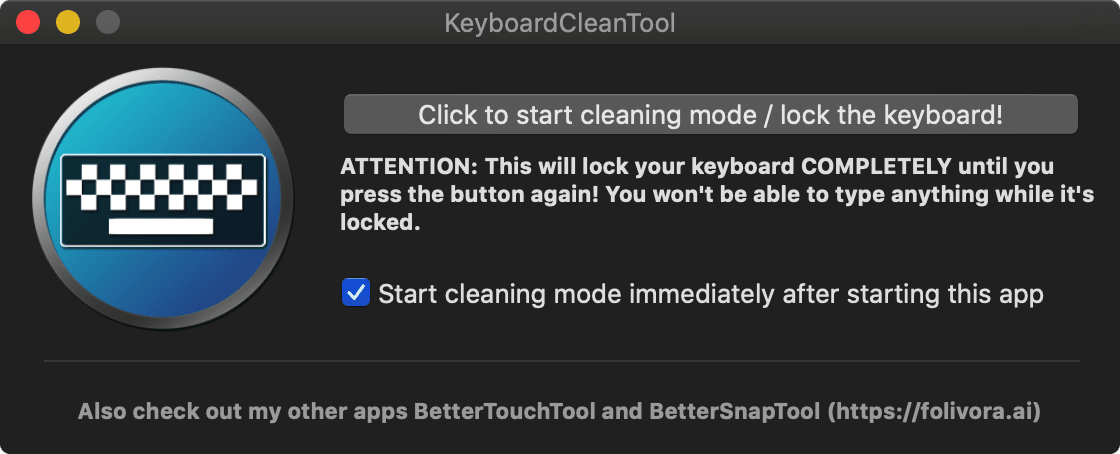 KeyboardCleanTool
Click to start cleaning mode / lock the keyboard!
ATTENTION: This will lock your keyboard COMPLETELY until you
press the button again! You won't be able to type anything while it's
locked.
Start cleaning mode immediately after starting this app
Also check out my other apps BetterTouchTool and BetterSnapTool (https://folivora.ai)